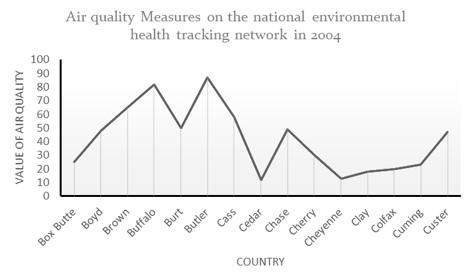 Air quality Measures on the national environmental
health tracking network in 2004
VALUE OF AIR QUALITY
100
90
80
70
60
50
40
30
20
10
0
Box Butte
Boyd
Brown
Buffalo
Burt
Butler
Cass
Cedar
Chase
Cherry
Cheyenne
Clay
Colfax
Cuming
Custer
COUNTRY